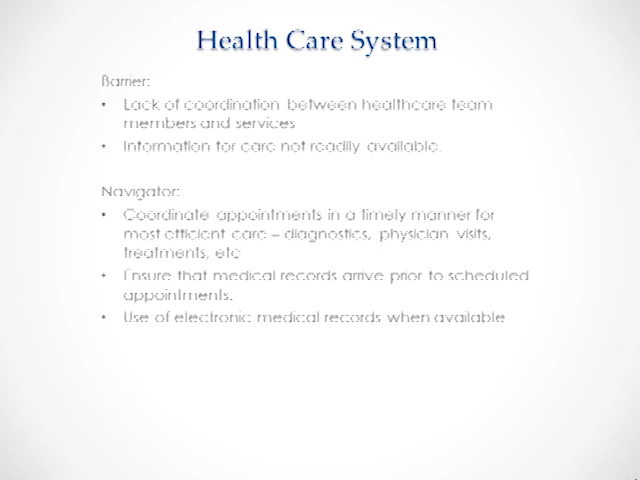 Health Care System
Barrier:
• Lack of coordination between healthcare team
members and services
• Information for care not readily available.
Navigator:
• Coordinate appointments in a timely manner for
most efficient care – diagnostics, physician visits,
treatments, etc
• Ensure that medical records arrive prior to scheduled
appointments.
• Use of electronic medical records when available